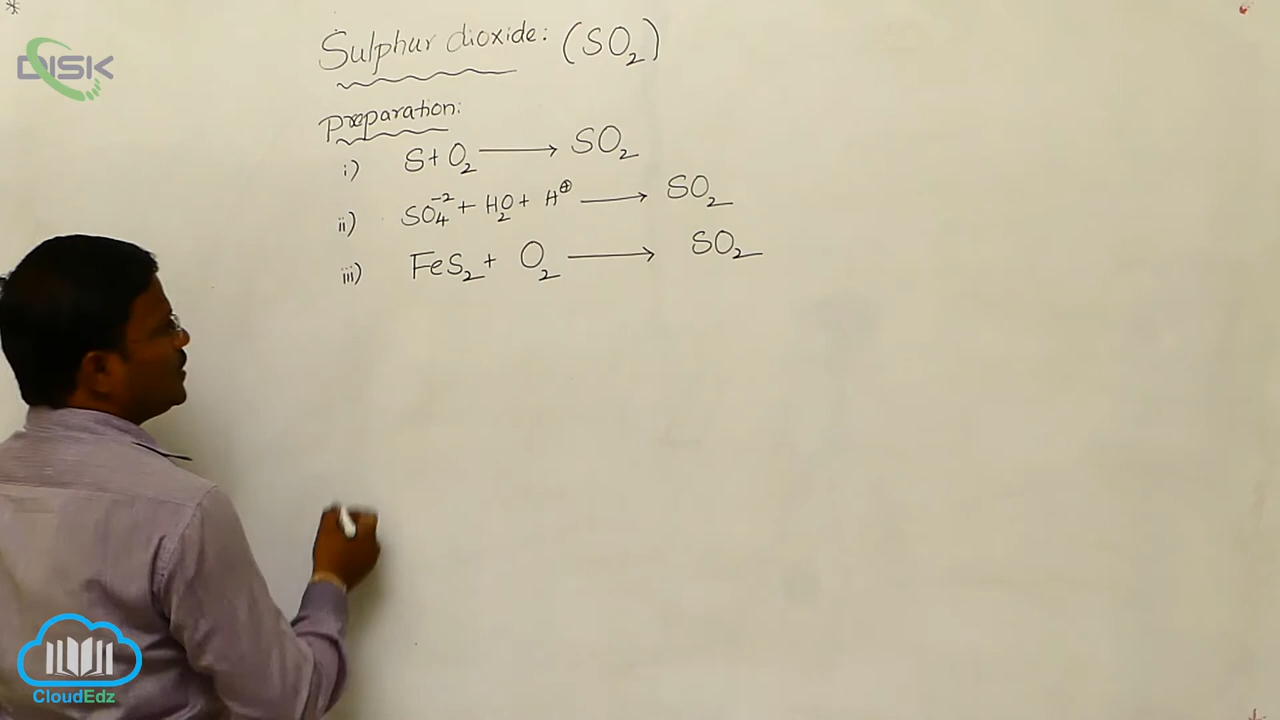 DISK
Sulphur dioxide: (SO₂)
Preparation:
i) S + O₂ ⟶ SO₂
ii) SO₄⁻² + H₂O + H⊕ ⟶ SO₂
iii) FeS₂ + O₂ ⟶ SO₂
CloudEdz